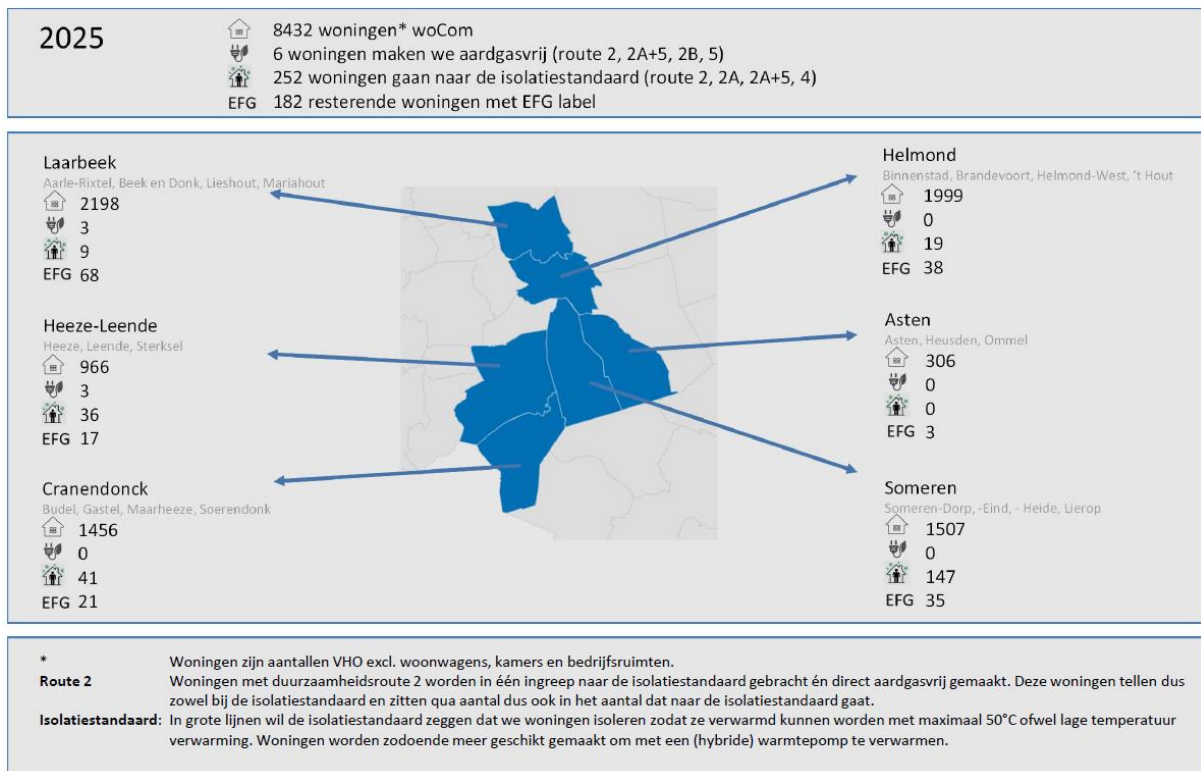 2025
8432 woningen* woCom
6 woningen maken we aardgasvrij (route 2, 2A+5, 2B, 5)
252 woningen gaan naar de isolatiestandaard (route 2, 2A, 2A+5, 4)
EFG 182 resterende woningen met EFG label
Laarbeek
Aarle-Rixtel, Beek en Donk, Lieshout, Mariahout
2198
3
9
EFG 68
Heeze-Leende
Heeze, Leende, Sterksel
966
3
36
EFG 17
Cranendonck
Budel, Gastel, Maarheeze, Soerendonk
1456
0
41
EFG 21
Helmond
Binnenstad, Brandevoort, Helmond-West, 't Hout
1999
0
19
EFG 38
Asten
Asten, Heusden, Ommel
306
0
0
EFG 3
Someren
Someren-Dorp, -Eind, - Heide, Lierop
1507
0
147
EFG 35
* Woningen zijn aantallen VHO excl. woonwagens, kamers en bedrijfsruimten.
Route 2 Woningen met duurzaamheidsroute 2 worden in één ingreep naar de isolatiestandaard gebracht én direct aardgasvrij gemaakt. Deze woningen tellen dus
zowel bij de isolatiestandaard en zitten qua aantal dus ook in het aantal dat naar de isolatiestandaard gaat.
Isolatiestandaard: In grote lijnen wil de isolatiestandaard zeggen dat we woningen isoleren zodat ze verwarmd kunnen worden met maximaal 50°C ofwel lage temperatuur
verwarming. Woningen worden zodoende meer geschikt gemaakt om met een (hybride) warmtepomp te verwarmen.